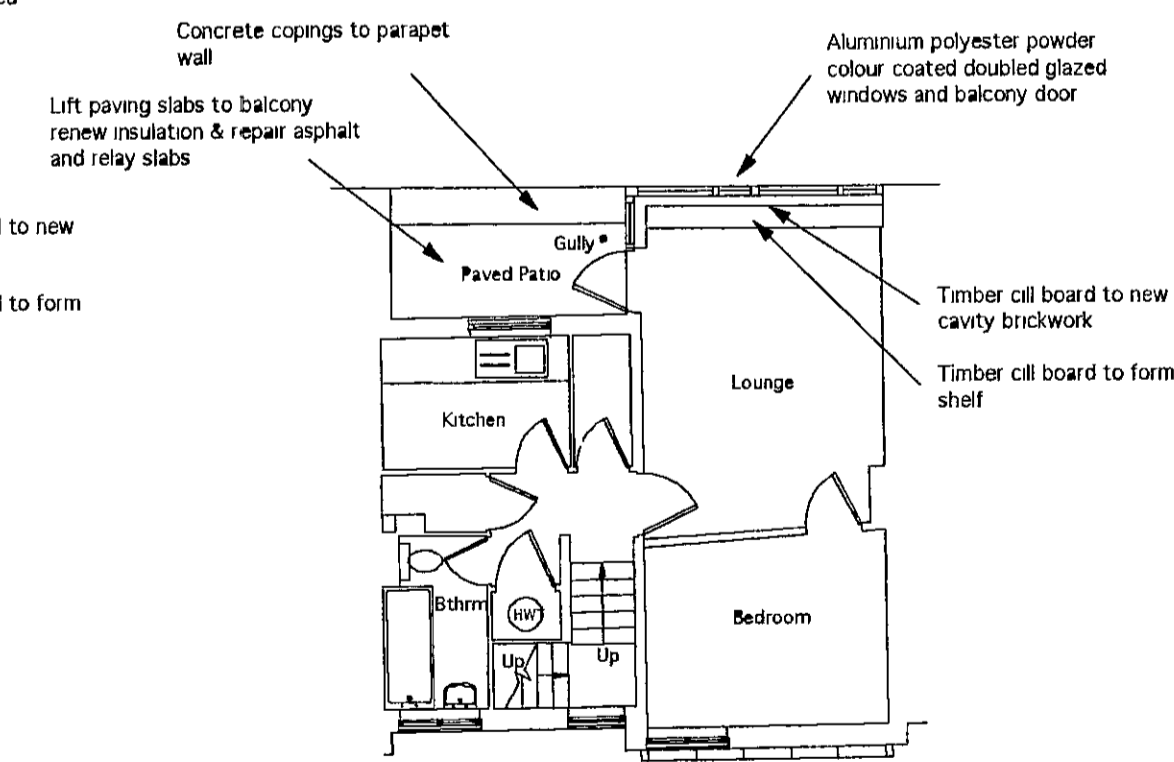 Concrete copings to parapet
wall
Aluminium polyester powder
colour coated doubled glazed
windows and balcony door
Lift paving slabs to balcony
renew insulation & repair asphalt
and relay slabs
to new
Gully
Paved Patio
to form
Timber cill board to new
cavity brickwork
Timber cill board to form
shelf
Lounge
Kitchen
Bthrm
HWT
Bedroom
Up
Up